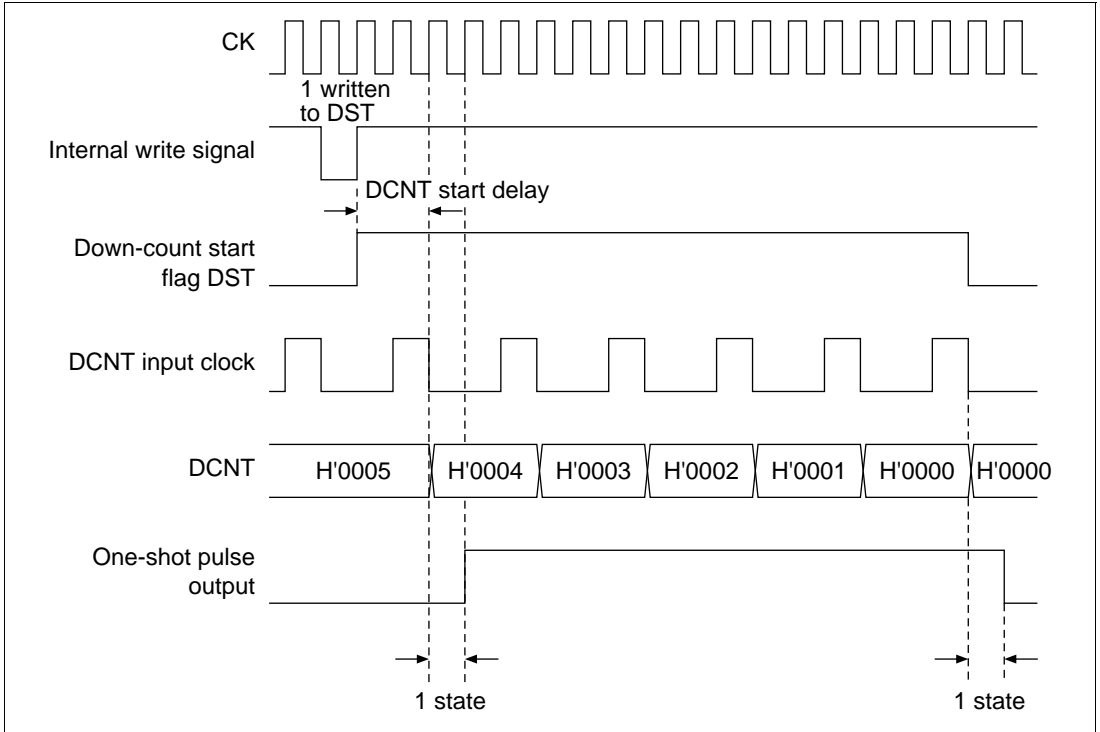 CK
1 written
to DST
Internal write signal
DCNT start delay
Down-count start
flag DST
DCNT input clock
DCNT
H'0005
H'0004
H'0003
H'0002
H'0001
H'0000
H'0000
One-shot pulse
output
1 state
1 state